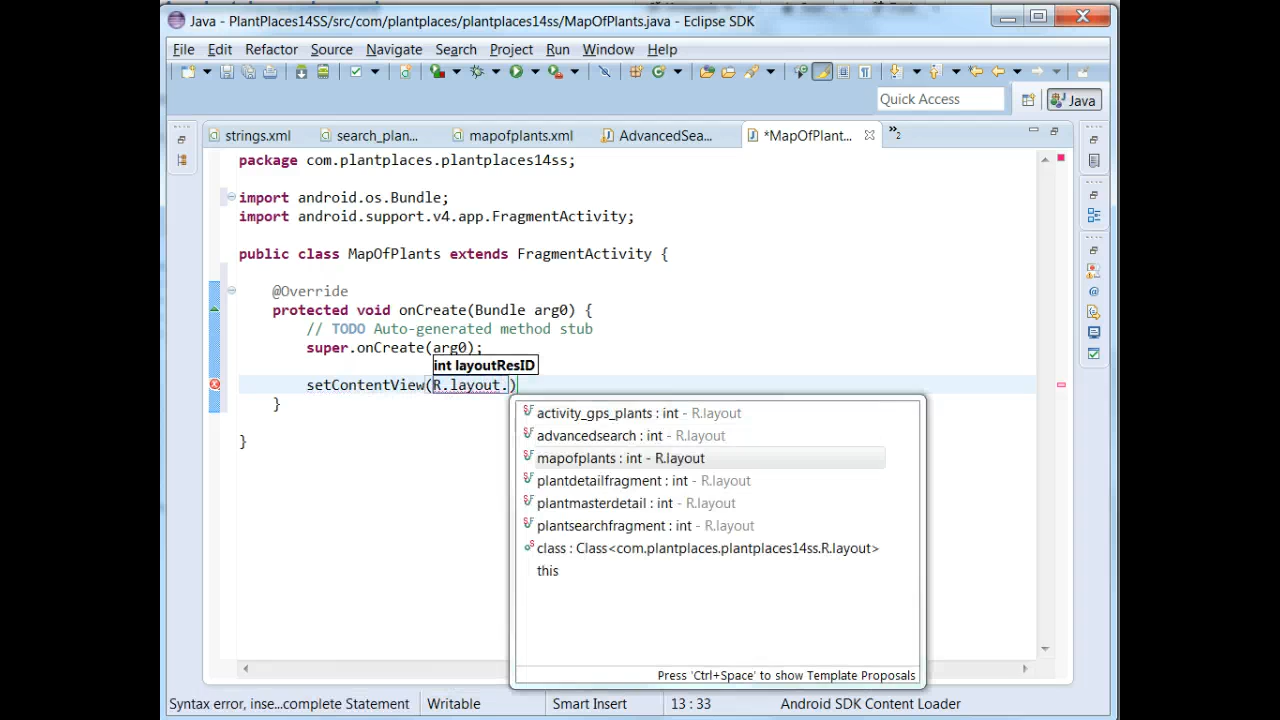 Java - PlantPlaces14SS/src/com/plantplaces/plantplaces14ss/MapOfPlants.java - Eclipse SDK
File Edit Refactor Source Navigate Search Project Run Window Help
Quick Access
Java
strings.xml search_plan... mapofplants.xml AdvancedSea... *MapOfPlant... »2
package com.plantplaces.plantplaces14ss;
import android.os.Bundle;
import android.support.v4.app.FragmentActivity;
public class MapOfPlants extends FragmentActivity {
@Override
protected void onCreate(Bundle arg0) {
// TODO Auto-generated method stub
super.onCreate(arg0);
int layoutResID
setContentView(R.layout.)
}
}
activity_gps_plants : int - R.layout
advancedsearch : int - R.layout
mapofplants : int - R.layout
plantdetailfragment : int - R.layout
plantmasterdetail : int - R.layout
plantsearchfragment : int - R.layout
class : Class<com.plantplaces.plantplaces14ss.R.layout>
this
Press 'Ctrl+Space' to show Template Proposals
Syntax error, inse...complete Statement Writable Smart Insert 13 : 33 Android SDK Content Loader